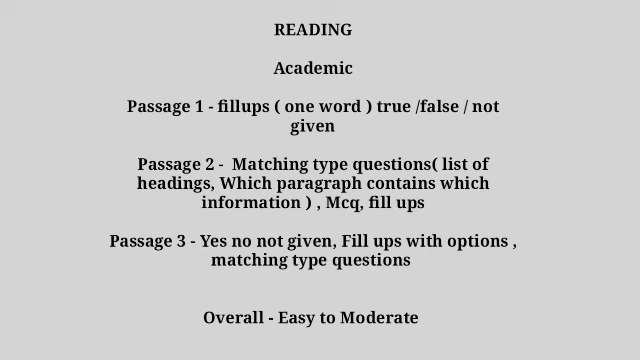 READING
Academic
Passage 1 - fillups ( one word ) true /false / not
given
Passage 2 -  Matching type questions( list of
headings, Which paragraph contains which
information ) , Mcq, fill ups
Passage 3 - Yes no not given, Fill ups with options ,
matching type questions
Overall - Easy to Moderate